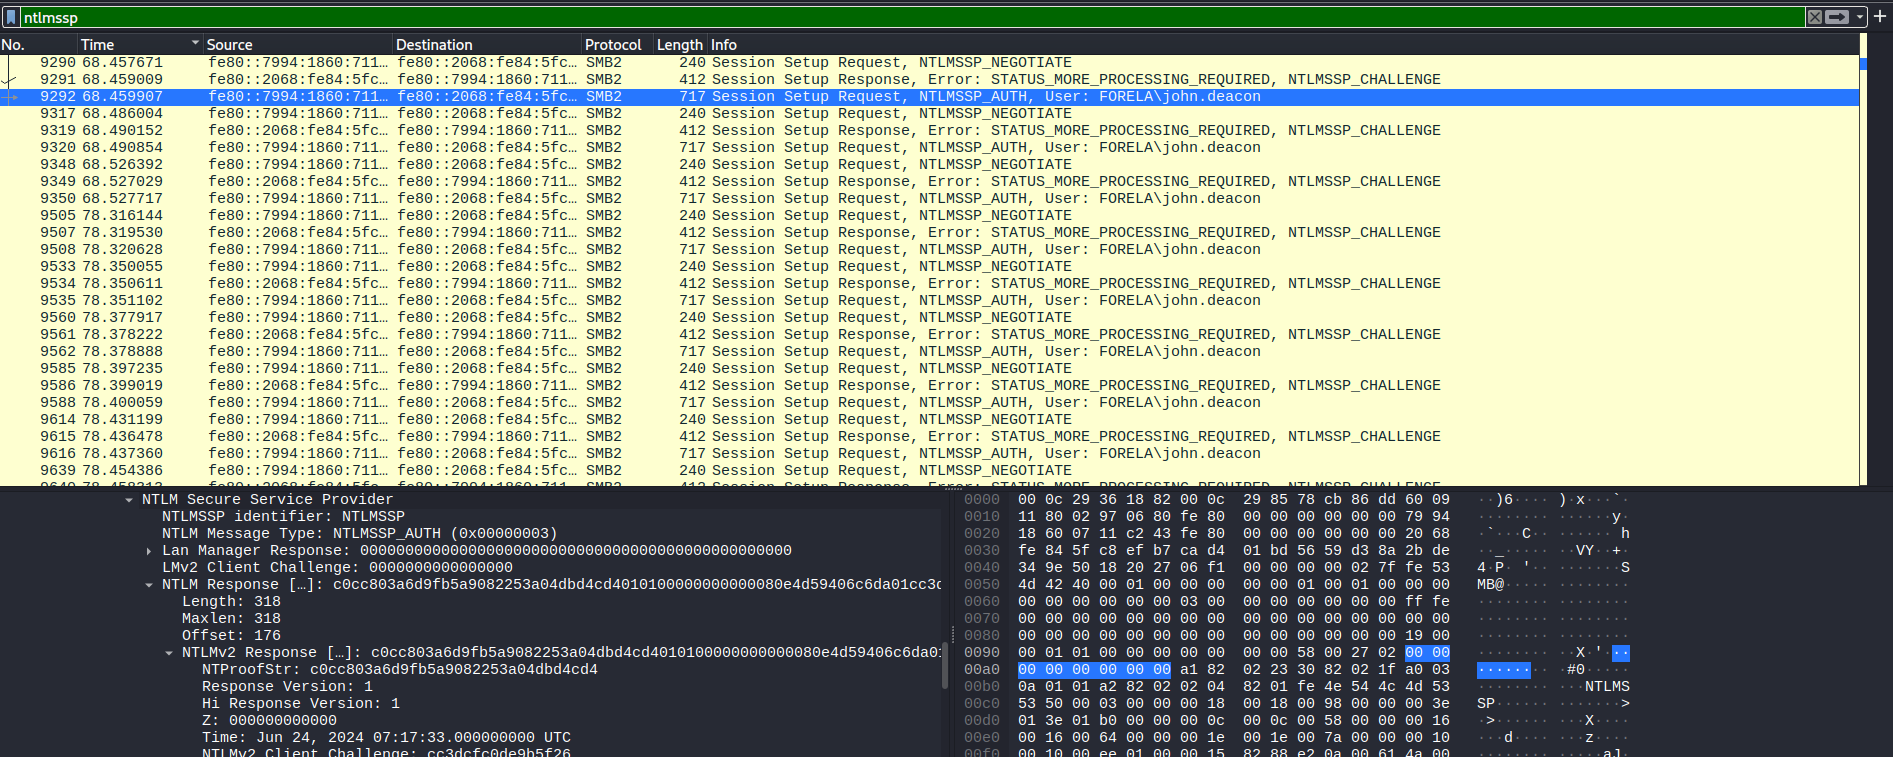 ntlmssp
No. Time Source Destination Protocol Length Info
9290 68.457671 fe80::7994:1860:711… fe80::2068:fe84:5fc… SMB2 240 Session Setup Request, NTLMSSP_NEGOTIATE
9291 68.459009 fe80::2068:fe84:5fc… fe80::7994:1860:711… SMB2 412 Session Setup Response, Error: STATUS_MORE_PROCESSING_REQUIRED, NTLMSSP_CHALLENGE
9292 68.459907 fe80::7994:1860:711… fe80::2068:fe84:5fc… SMB2 717 Session Setup Request, NTLMSSP_AUTH, User: FORELA\john.deacon
9317 68.486004 fe80::7994:1860:711… fe80::2068:fe84:5fc… SMB2 240 Session Setup Request, NTLMSSP_NEGOTIATE
9319 68.490152 fe80::2068:fe84:5fc… fe80::7994:1860:711… SMB2 412 Session Setup Response, Error: STATUS_MORE_PROCESSING_REQUIRED, NTLMSSP_CHALLENGE
9320 68.490854 fe80::7994:1860:711… fe80::2068:fe84:5fc… SMB2 717 Session Setup Request, NTLMSSP_AUTH, User: FORELA\john.deacon
9348 68.526392 fe80::7994:1860:711… fe80::2068:fe84:5fc… SMB2 240 Session Setup Request, NTLMSSP_NEGOTIATE
9349 68.527029 fe80::2068:fe84:5fc… fe80::7994:1860:711… SMB2 412 Session Setup Response, Error: STATUS_MORE_PROCESSING_REQUIRED, NTLMSSP_CHALLENGE
9350 68.527717 fe80::7994:1860:711… fe80::2068:fe84:5fc… SMB2 717 Session Setup Request, NTLMSSP_AUTH, User: FORELA\john.deacon
9505 78.316144 fe80::7994:1860:711… fe80::2068:fe84:5fc… SMB2 240 Session Setup Request, NTLMSSP_NEGOTIATE
9507 78.319530 fe80::2068:fe84:5fc… fe80::7994:1860:711… SMB2 412 Session Setup Response, Error: STATUS_MORE_PROCESSING_REQUIRED, NTLMSSP_CHALLENGE
9508 78.320628 fe80::7994:1860:711… fe80::2068:fe84:5fc… SMB2 717 Session Setup Request, NTLMSSP_AUTH, User: FORELA\john.deacon
9533 78.350055 fe80::7994:1860:711… fe80::2068:fe84:5fc… SMB2 240 Session Setup Request, NTLMSSP_NEGOTIATE
9534 78.350611 fe80::2068:fe84:5fc… fe80::7994:1860:711… SMB2 412 Session Setup Response, Error: STATUS_MORE_PROCESSING_REQUIRED, NTLMSSP_CHALLENGE
9535 78.351102 fe80::7994:1860:711… fe80::2068:fe84:5fc… SMB2 717 Session Setup Request, NTLMSSP_AUTH, User: FORELA\john.deacon
9560 78.377917 fe80::7994:1860:711… fe80::2068:fe84:5fc… SMB2 240 Session Setup Request, NTLMSSP_NEGOTIATE
9561 78.378222 fe80::2068:fe84:5fc… fe80::7994:1860:711… SMB2 412 Session Setup Response, Error: STATUS_MORE_PROCESSING_REQUIRED, NTLMSSP_CHALLENGE
9562 78.378888 fe80::7994:1860:711… fe80::2068:fe84:5fc… SMB2 717 Session Setup Request, NTLMSSP_AUTH, User: FORELA\john.deacon
9585 78.397235 fe80::7994:1860:711… fe80::2068:fe84:5fc… SMB2 240 Session Setup Request, NTLMSSP_NEGOTIATE
9586 78.399019 fe80::2068:fe84:5fc… fe80::7994:1860:711… SMB2 412 Session Setup Response, Error: STATUS_MORE_PROCESSING_REQUIRED, NTLMSSP_CHALLENGE
9588 78.400059 fe80::7994:1860:711… fe80::2068:fe84:5fc… SMB2 717 Session Setup Request, NTLMSSP_AUTH, User: FORELA\john.deacon
9614 78.431199 fe80::7994:1860:711… fe80::2068:fe84:5fc… SMB2 240 Session Setup Request, NTLMSSP_NEGOTIATE
9615 78.436478 fe80::2068:fe84:5fc… fe80::7994:1860:711… SMB2 412 Session Setup Response, Error: STATUS_MORE_PROCESSING_REQUIRED, NTLMSSP_CHALLENGE
9616 78.437360 fe80::7994:1860:711… fe80::2068:fe84:5fc… SMB2 717 Session Setup Request, NTLMSSP_AUTH, User: FORELA\john.deacon
9639 78.454386 fe80::7994:1860:711… fe80::2068:fe84:5fc… SMB2 240 Session Setup Request, NTLMSSP_NEGOTIATE
NTLM Secure Service Provider
NTLMSSP identifier: NTLMSSP
NTLM Message Type: NTLMSSP_AUTH (0x00000003)
Lan Manager Response: 000000000000000000000000000000000000000000000000
LMv2 Client Challenge: 0000000000000000
NTLM Response […]: c0cc803a6d9fb5a9082253a04dbd4cd4010100000000000080e4d59406c6da01cc3d
Length: 318
Maxlen: 318
Offset: 176
NTLMv2 Response […]: c0cc803a6d9fb5a9082253a04dbd4cd4010100000000000080e4d59406c6da01
NTProofStr: c0cc803a6d9fb5a9082253a04dbd4cd4
Response Version: 1
Hi Response Version: 1
Z: 000000000000
Time: Jun 24, 2024 07:17:33.000000000 UTC
NTLMv2 Client Challenge: cc3dcfc0de9b5f26
0000 00 0c 29 36 18 82 00 0c 29 85 78 cb 86 dd 60 09 ··)6···· )·x···`·
0010 11 80 02 97 06 80 fe 80 00 00 00 00 00 00 79 94 ········ ······y·
0020 18 60 07 11 c2 43 fe 80 00 00 00 00 00 00 20 68 ·`···C·· ······ h
0030 fe 84 5f c8 ef b7 ca d4 01 bd 56 59 d3 8a 2b de ··_····· ··VY··+·
0040 34 9e 50 18 20 27 06 f1 00 00 00 00 02 7f fe 53 4·P· '·· ·······S
0050 4d 42 40 00 01 00 00 00 00 00 01 00 01 00 00 00 MB@····· ········
0060 00 00 00 00 00 00 03 00 00 00 00 00 00 00 ff fe ········ ········
0070 00 00 00 00 00 00 00 00 00 00 00 00 00 00 00 00 ········ ········
0080 00 00 00 00 00 00 00 00 00 00 00 00 00 00 19 00 ········ ········
0090 00 01 01 00 00 00 00 00 00 00 58 00 27 02 00 00 ········ ··X·'···
00a0 00 00 00 00 00 00 a1 82 02 23 30 82 02 1f a0 03 ········ ·#0·····
00b0 0a 01 01 a2 82 02 02 04 82 01 fe 4e 54 4c 4d 53 ········ ···NTLMS
00c0 53 50 00 03 00 00 00 18 00 18 00 98 00 00 00 3e SP······ ·······>
00d0 01 3e 01 b0 00 00 00 0c 00 0c 00 58 00 00 00 16 ·>······ ···X····
00e0 00 16 00 64 00 00 00 1e 00 1e 00 7a 00 00 00 10 ···d···· ···z····
00f0 00 10 00 ee 01 00 00 15 82 88 e2 0a 00 61 4a 00 ········ ·····aJ·